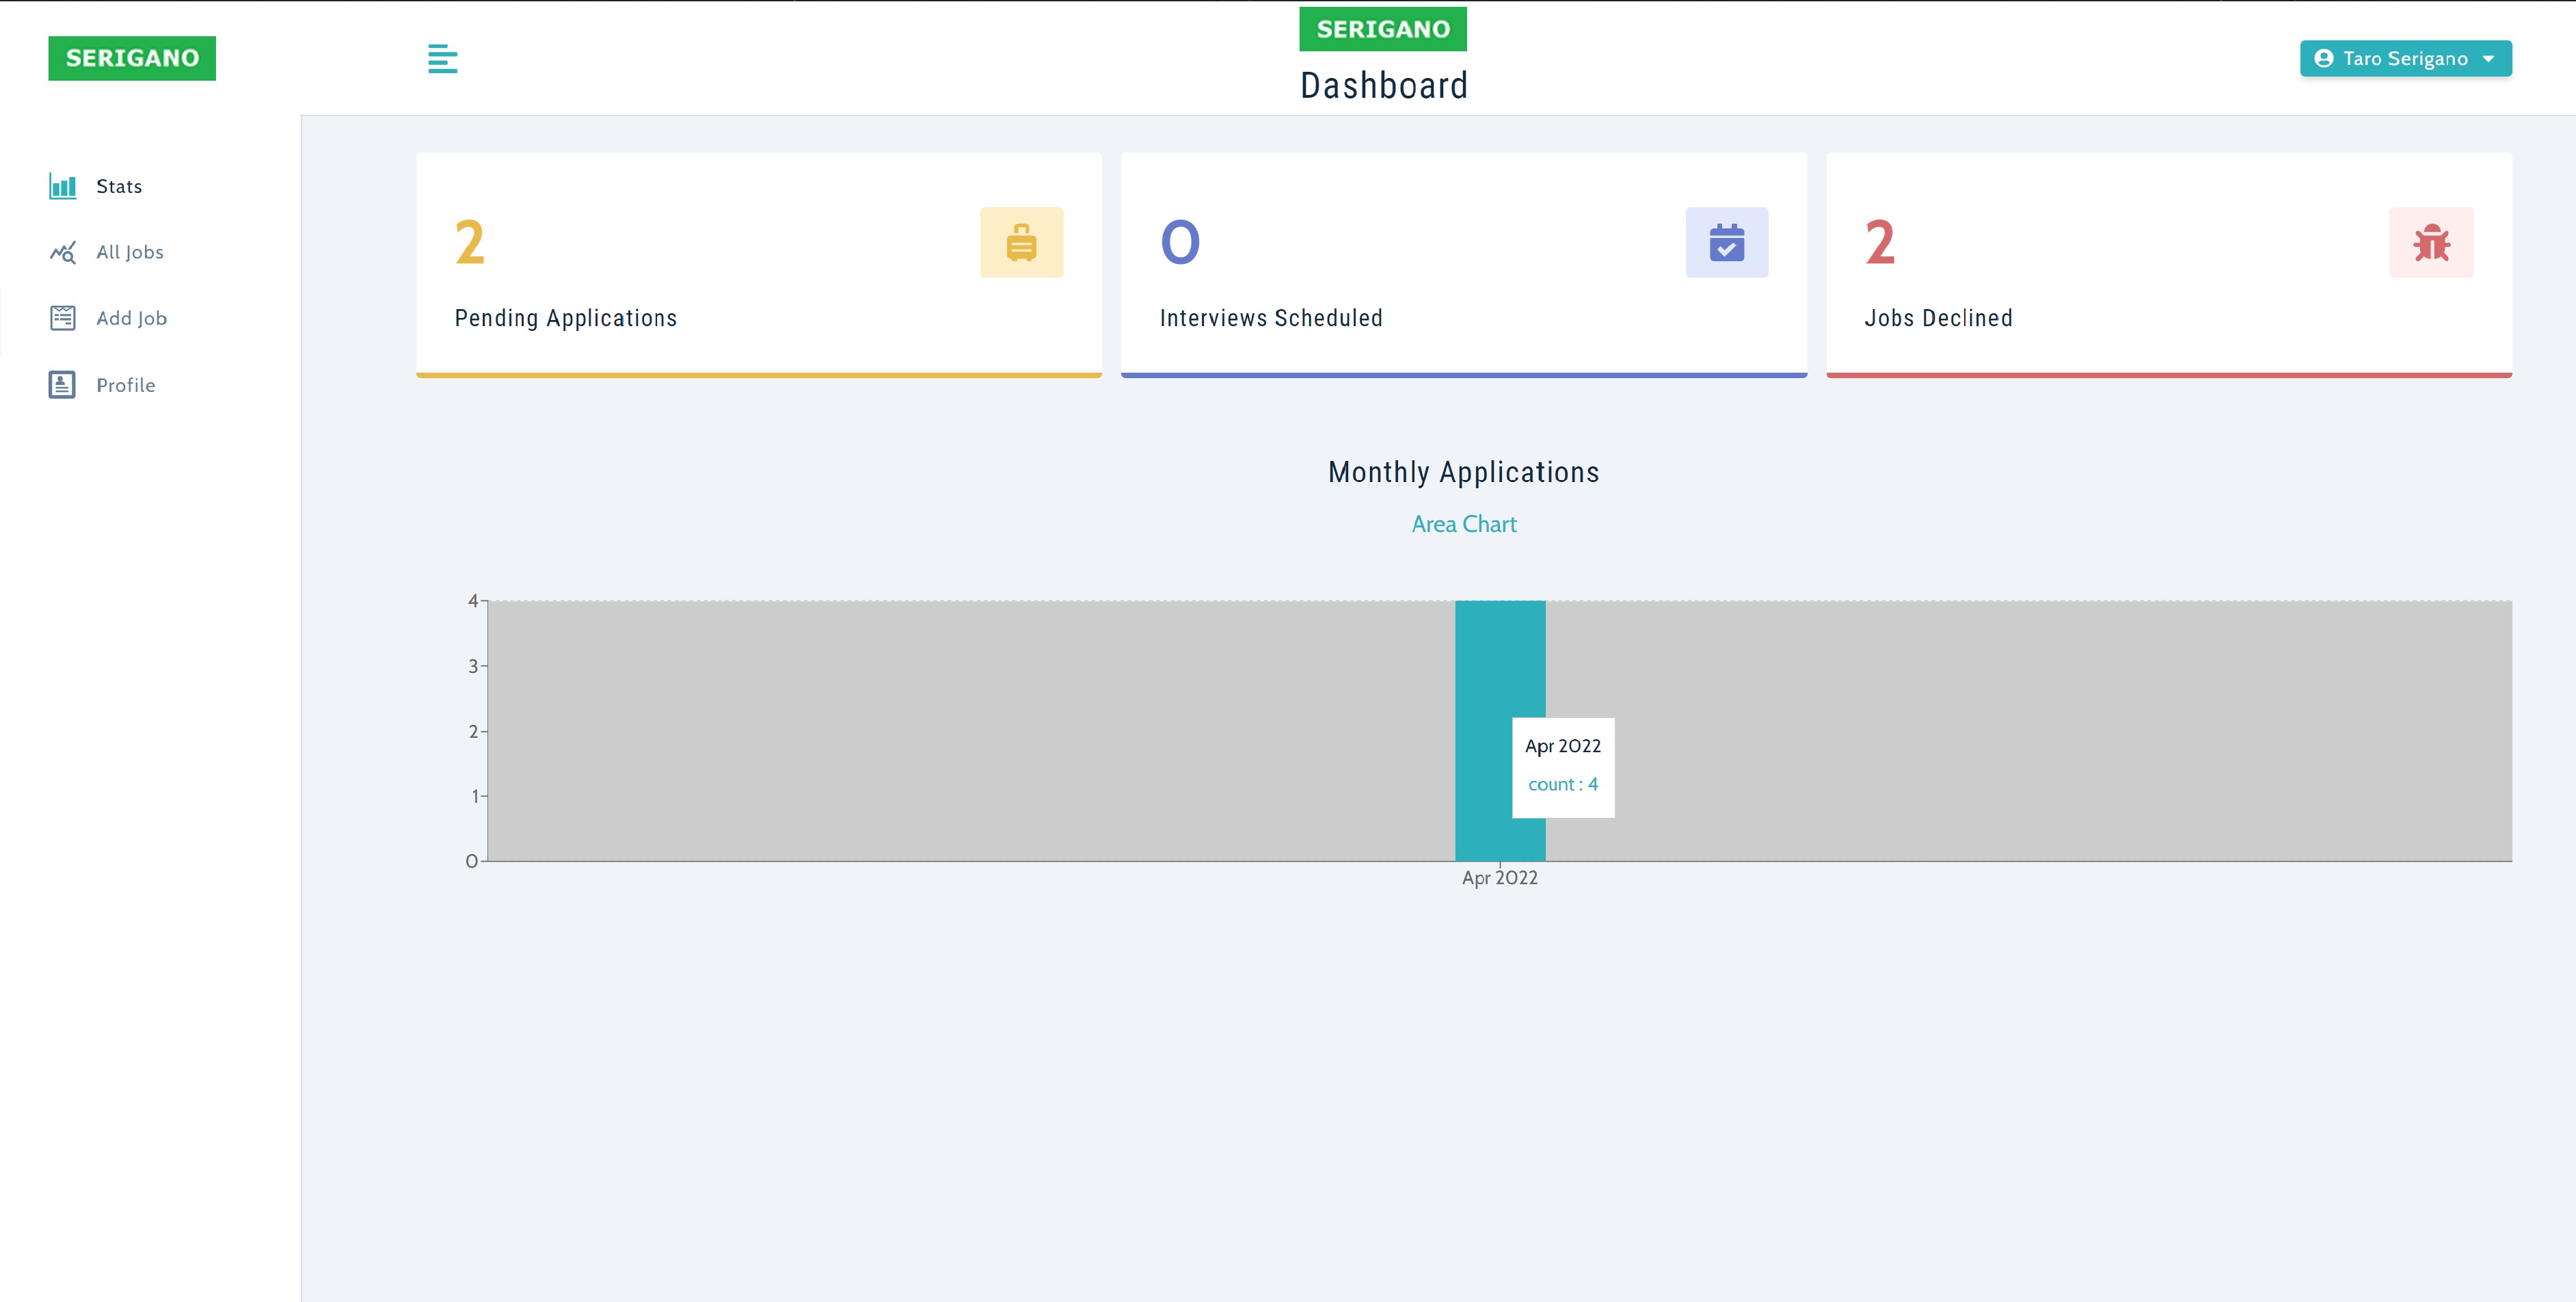 SERIGANO
SERIGANO
Dashboard
Taro Serigano
Stats
All Jobs
Add Job
Profile
2
Pending Applications
0
Interviews Scheduled
2
Jobs Declined
Monthly Applications
Area Chart
4
3
2
1
0
Apr 2022
count : 4
Apr 2022